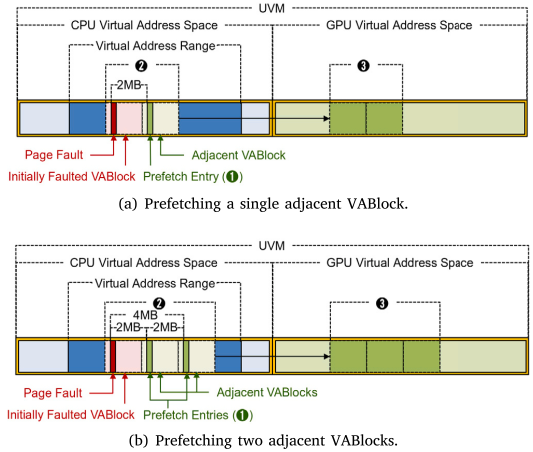 UVM
CPU Virtual Address Space
GPU Virtual Address Space
Virtual Address Range
❷
❸
2MB
Page Fault
Adjacent VABlock
Initially Faulted VABlock
Prefetch Entry (❶)
(a) Prefetching a single adjacent VABlock.
UVM
CPU Virtual Address Space
GPU Virtual Address Space
Virtual Address Range
❷
❸
4MB
2MB
2MB
Page Fault
Adjacent VABlocks
Initially Faulted VABlock
Prefetch Entries (❶)
(b) Prefetching two adjacent VABlocks.